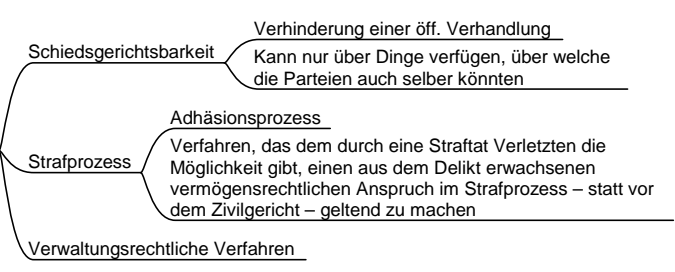 Schiedsgerichtsbarkeit
Verhinderung einer öff. Verhandlung
Kann nur über Dinge verfügen, über welche
die Parteien auch selber könnten
Strafprozess
Adhäsionsprozess
Verfahren, das dem durch eine Straftat Verletzten die
Möglichkeit gibt, einen aus dem Delikt erwachsenen
vermögensrechtlichen Anspruch im Strafprozess – statt vor
dem Zivilgericht – geltend zu machen
Verwaltungsrechtliche Verfahren